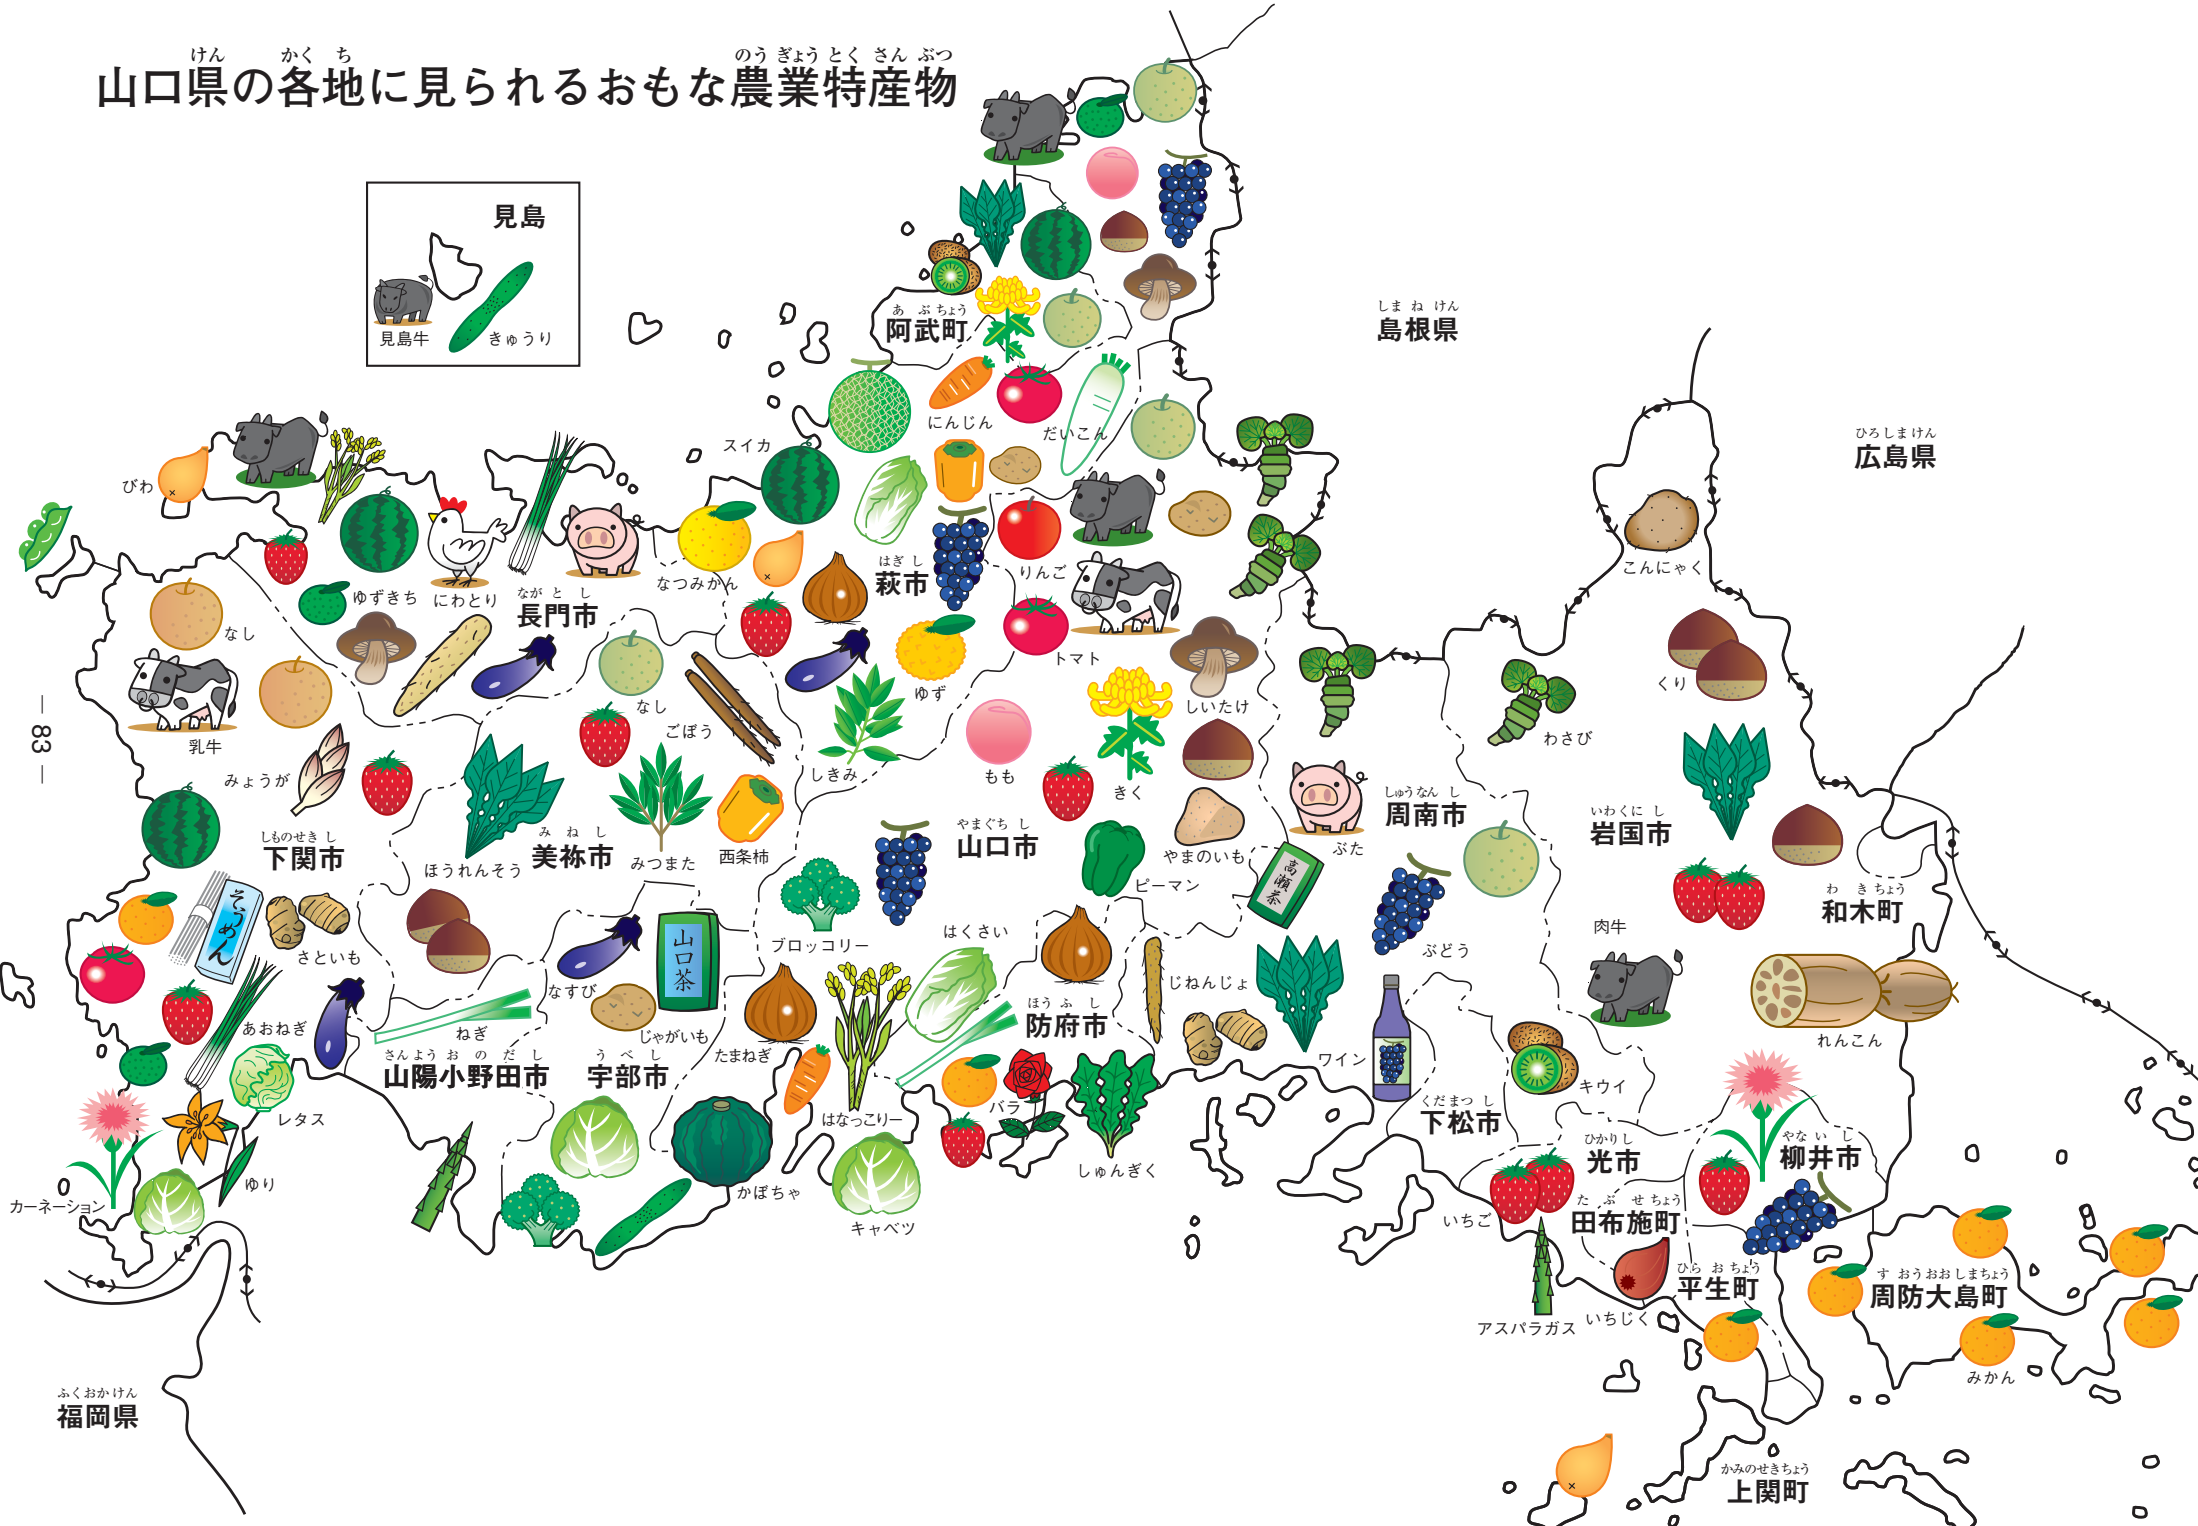 山口県の各地に見られるおもな農業特産物
けん かく ち のう ぎょう とく さん ぶつ
見島
見島牛
きゅうり
あ ぶ ちょう
阿武町
しま ね けん
島根県
ひろ しま けん
広島県
にんじん
だいこん
スイカ
びわ
なつみかん
はぎ し
萩市
りんご
こんにゃく
ゆずきち
にわとり
なが と し
長門市
なし
トマト
ゆず
なし
ごぼう
しいたけ
くり
乳牛
みょうが
しきみ
もも
きく
わさび
しゅうなん し
周南市
いわ くに し
岩国市
しものせき し
下関市
ほうれんそう
み ね し
美祢市
みつまた
西条柿
やまぐち し
山口市
やまのいも
ぶた
ピーマン
高瀬茶
わ き ちょう
和木町
そうめん
さといも
なすび
山口茶
ブロッコリー
はくさい
ぶどう
肉牛
じねんじょ
あおねぎ
ねぎ
じゃがいも
たまねぎ
ほう ふ し
防府市
れんこん
さん よう お の だ し
山陽小野田市
う べ し
宇部市
ワイン
キウイ
レタス
はなっこりー
バラ
くだ まつ し
下松市
ひかり し
光市
やな い し
柳井市
カーネーション
ゆり
かぼちゃ
キャベツ
しゅんぎく
いちご
た ぶ せ ちょう
田布施町
ひら お ちょう
平生町
す おう おお しま ちょう
周防大島町
アスパラガス
いちじく
みかん
ふく おか けん
福岡県
かみのせきちょう
上関町
― 83 ―